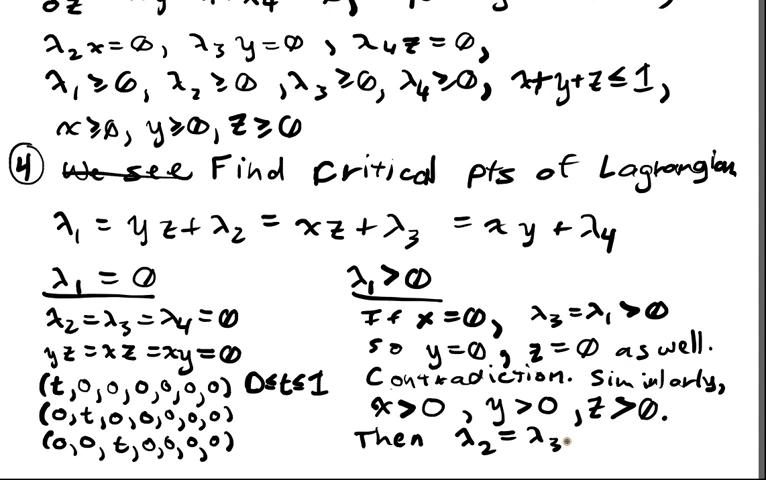 λ₂x=0, λ₃y=0, λ₄z=0,
λ₁≥0, λ₂≥0, λ₃≥0, λ₄≥0, x+y+z≤1,
x≥0, y≥0, z≥0
④ We see Find critical pts of Lagrangian
λ₁ = yz+λ₂ = xz+λ₃ = xy+λ₄
λ₁ = 0
λ₂=λ₃=λ₄=0
yz=xz=xy=0
(t,0,0,0,0,0,0) 0≤t≤1
(0,t,0,0,0,0,0)
(0,0,t,0,0,0,0)
λ₁>0
If x=0, λ₃=λ₁>0
so y=0, z=0 as well.
Contradiction. Similarly,
x>0, y>0, z>0.
Then λ₂=λ₃